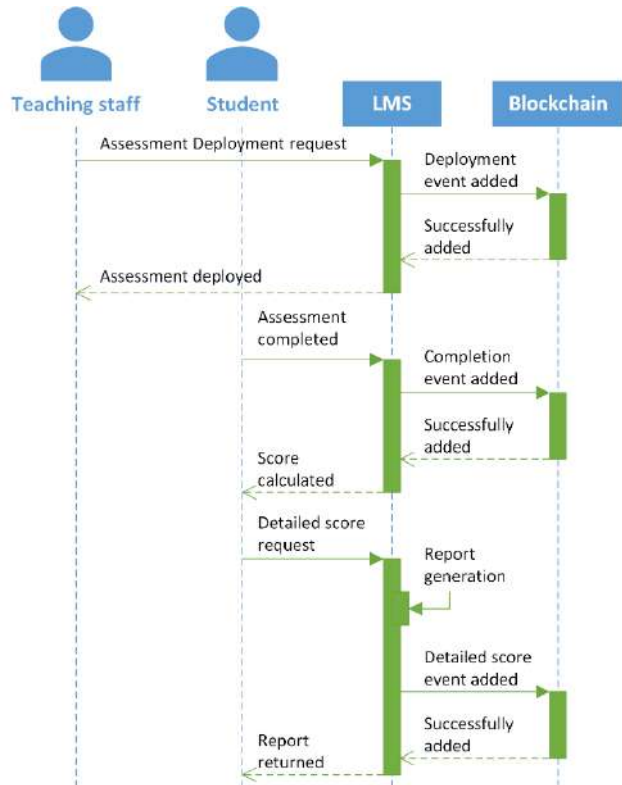 Teaching staff
Student
LMS
Blockchain
Assessment Deployment request
Deployment
event added
Successfully
added
Assessment deployed
Assessment
completed
Completion
event added
Successfully
added
Score
calculated
Detailed score
request
Report
generation
Detailed score
event added
Successfully
added
Report
returned